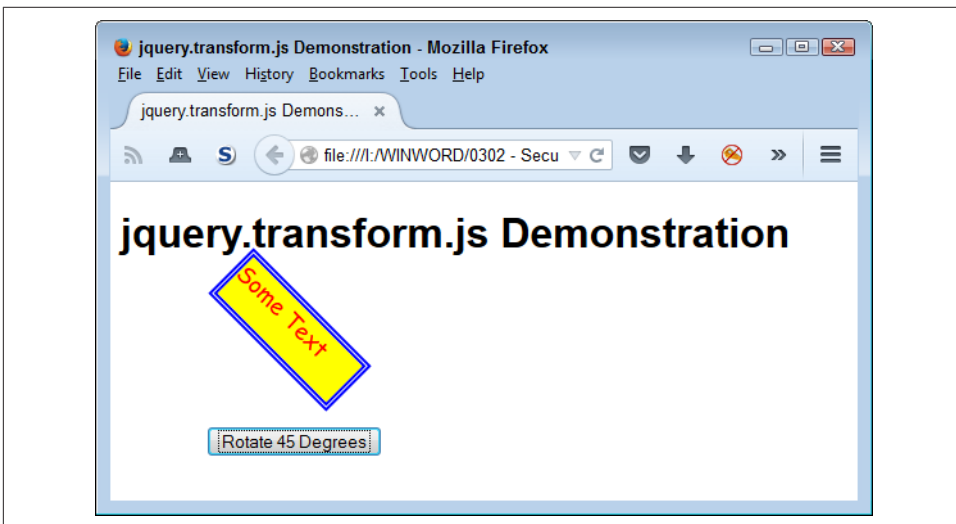 jquery.transform.js Demonstration - Mozilla Firefox
File Edit View History Bookmarks Tools Help
jquery.transform.js Demons...
S
file:///I:/WINWORD/0302 - Secu
jquery.transform.js Demonstration
Some Text
Rotate 45 Degrees